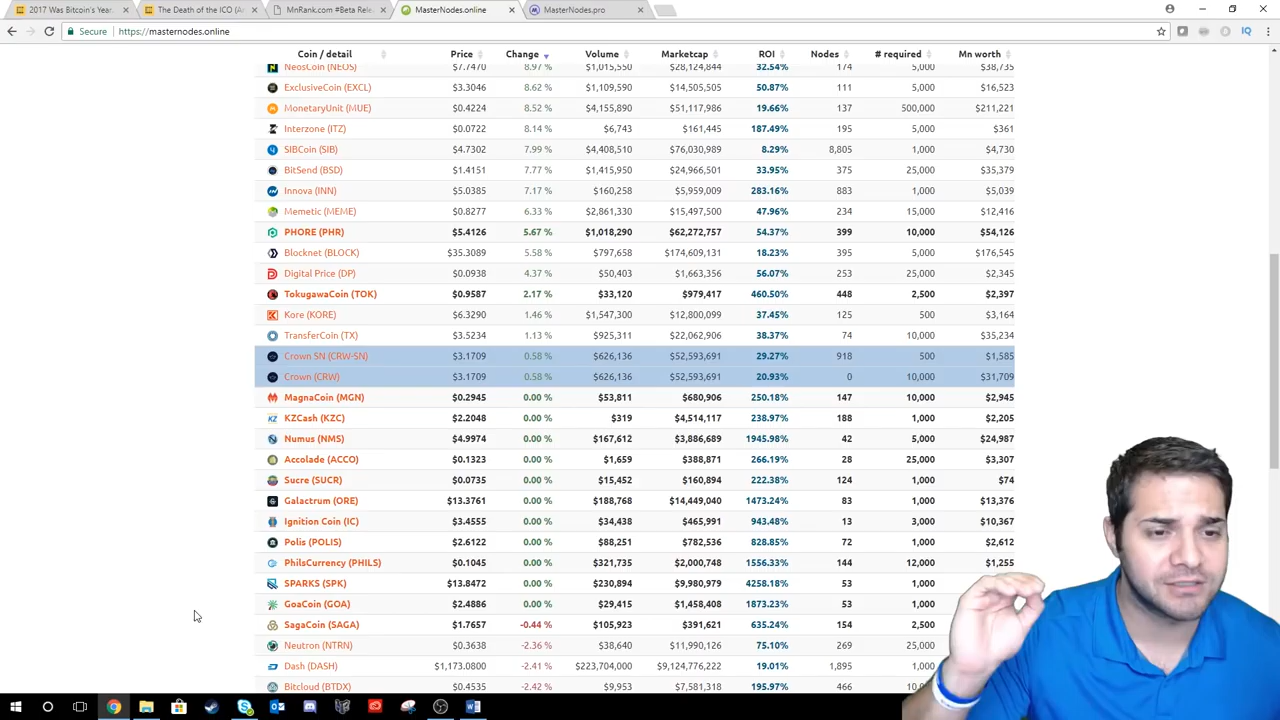 2017 Was Bitcoin's Year.
The Death of the ICO (A
MnRank.com #Beta Rele
MasterNodes.online
MasterNodes.pro
Secure https://masternodes.online
Coin / detail Price Change Volume Marketcap ROI Nodes # required Mn worth
NeosCoin (NEOS) $7.7470 8.97 % $1,015,550 $28,124,844 32.54% 174 5,000 $38,735
ExclusiveCoin (EXCL) $3.3046 8.62 % $1,109,590 $14,505,505 50.87% 111 5,000 $16,523
MonetaryUnit (MUE) $0.4224 8.52 % $4,155,890 $51,117,786 19.66% 137 500,000 $211,221
Interzone (ITZ) $0.0722 8.14 % $6,743 $161,445 187.49% 195 5,000 $361
SIBCoin (SIB) $4.7302 7.99 % $4,408,510 $76,030,989 8.29% 8,805 1,000 $4,730
BitSend (BSD) $1.4151 7.77 % $1,415,950 $24,966,501 33.95% 375 25,000 $35,379
Innova (INN) $5.0385 7.17 % $160,258 $5,959,609 283.16% 883 1,000 $5,039
Memetic (MEME) $0.8277 6.33 % $2,861,330 $15,497,500 47.96% 234 15,000 $12,416
PHORE (PHR) $5.4126 5.67 % $1,018,290 $62,272,757 54.37% 399 10,000 $54,126
Blocknet (BLOCK) $35.3089 5.58 % $797,658 $174,609,131 18.23% 395 5,000 $176,545
Digital Price (DP) $0.0938 4.37 % $50,403 $1,663,356 56.07% 253 25,000 $2,345
TokugawaCoin (TOK) $0.9587 2.17 % $33,120 $979,417 460.50% 448 2,500 $2,397
Kore (KORE) $6.3290 1.46 % $1,547,300 $12,800,099 37.45% 125 500 $3,164
TransferCoin (TX) $3.5234 1.13 % $925,311 $22,062,906 38.37% 74 10,000 $35,234
Crown SN (CRW-SN) $3.1709 0.58 % $626,136 $52,593,691 29.27% 918 500 $1,585
Crown (CRW) $3.1709 0.58 % $626,136 $52,593,691 20.93% 0 10,000 $31,709
MagnaCoin (MGN) $0.2945 0.00 % $53,811 $680,906 250.18% 147 10,000 $2,945
KZCash (KZC) $2.2048 0.00 % $319 $4,514,117 238.97% 188 1,000 $2,205
Numus (NMS) $4.9974 0.00 % $167,612 $3,886,689 1945.98% 42 5,000 $24,987
Accolade (ACCO) $0.1323 0.00 % $1,659 $388,871 266.19% 28 25,000 $3,307
Sucre (SUCR) $0.0735 0.00 % $15,452 $160,894 222.38% 124 1,000 $74
Galactrum (ORE) $13.3761 0.00 % $188,768 $14,449,040 1473.24% 83 1,000 $13,376
Ignition Coin (IC) $3.4555 0.00 % $34,438 $465,991 943.48% 13 3,000 $10,367
Polis (POLIS) $2.6122 0.00 % $88,251 $782,536 828.85% 72 1,000 $2,612
PhilsCurrency (PHILS) $0.1045 0.00 % $321,735 $2,000,748 1556.33% 144 12,000 $1,255
SPARKS (SPK) $13.8472 0.00 % $230,894 $9,980,979 4258.18% 53 1,000
GoaCoin (GOA) $2.4886 0.00 % $29,415 $1,458,408 1873.23% 53 1,000
SagaCoin (SAGA) $1.7657 -0.44 % $105,923 $391,621 635.24% 154 2,500
Neutron (NTRN) $0.3638 -2.36 % $38,640 $11,990,126 75.10% 269 25,000
Dash (DASH) $1,173.0800 -2.41 % $223,704,000 $9,124,776,222 19.01% 1,895 1,000
Bitcloud (BTDX) $0.4535 -2.42 % $9,953 $7,581,318 195.97% 466